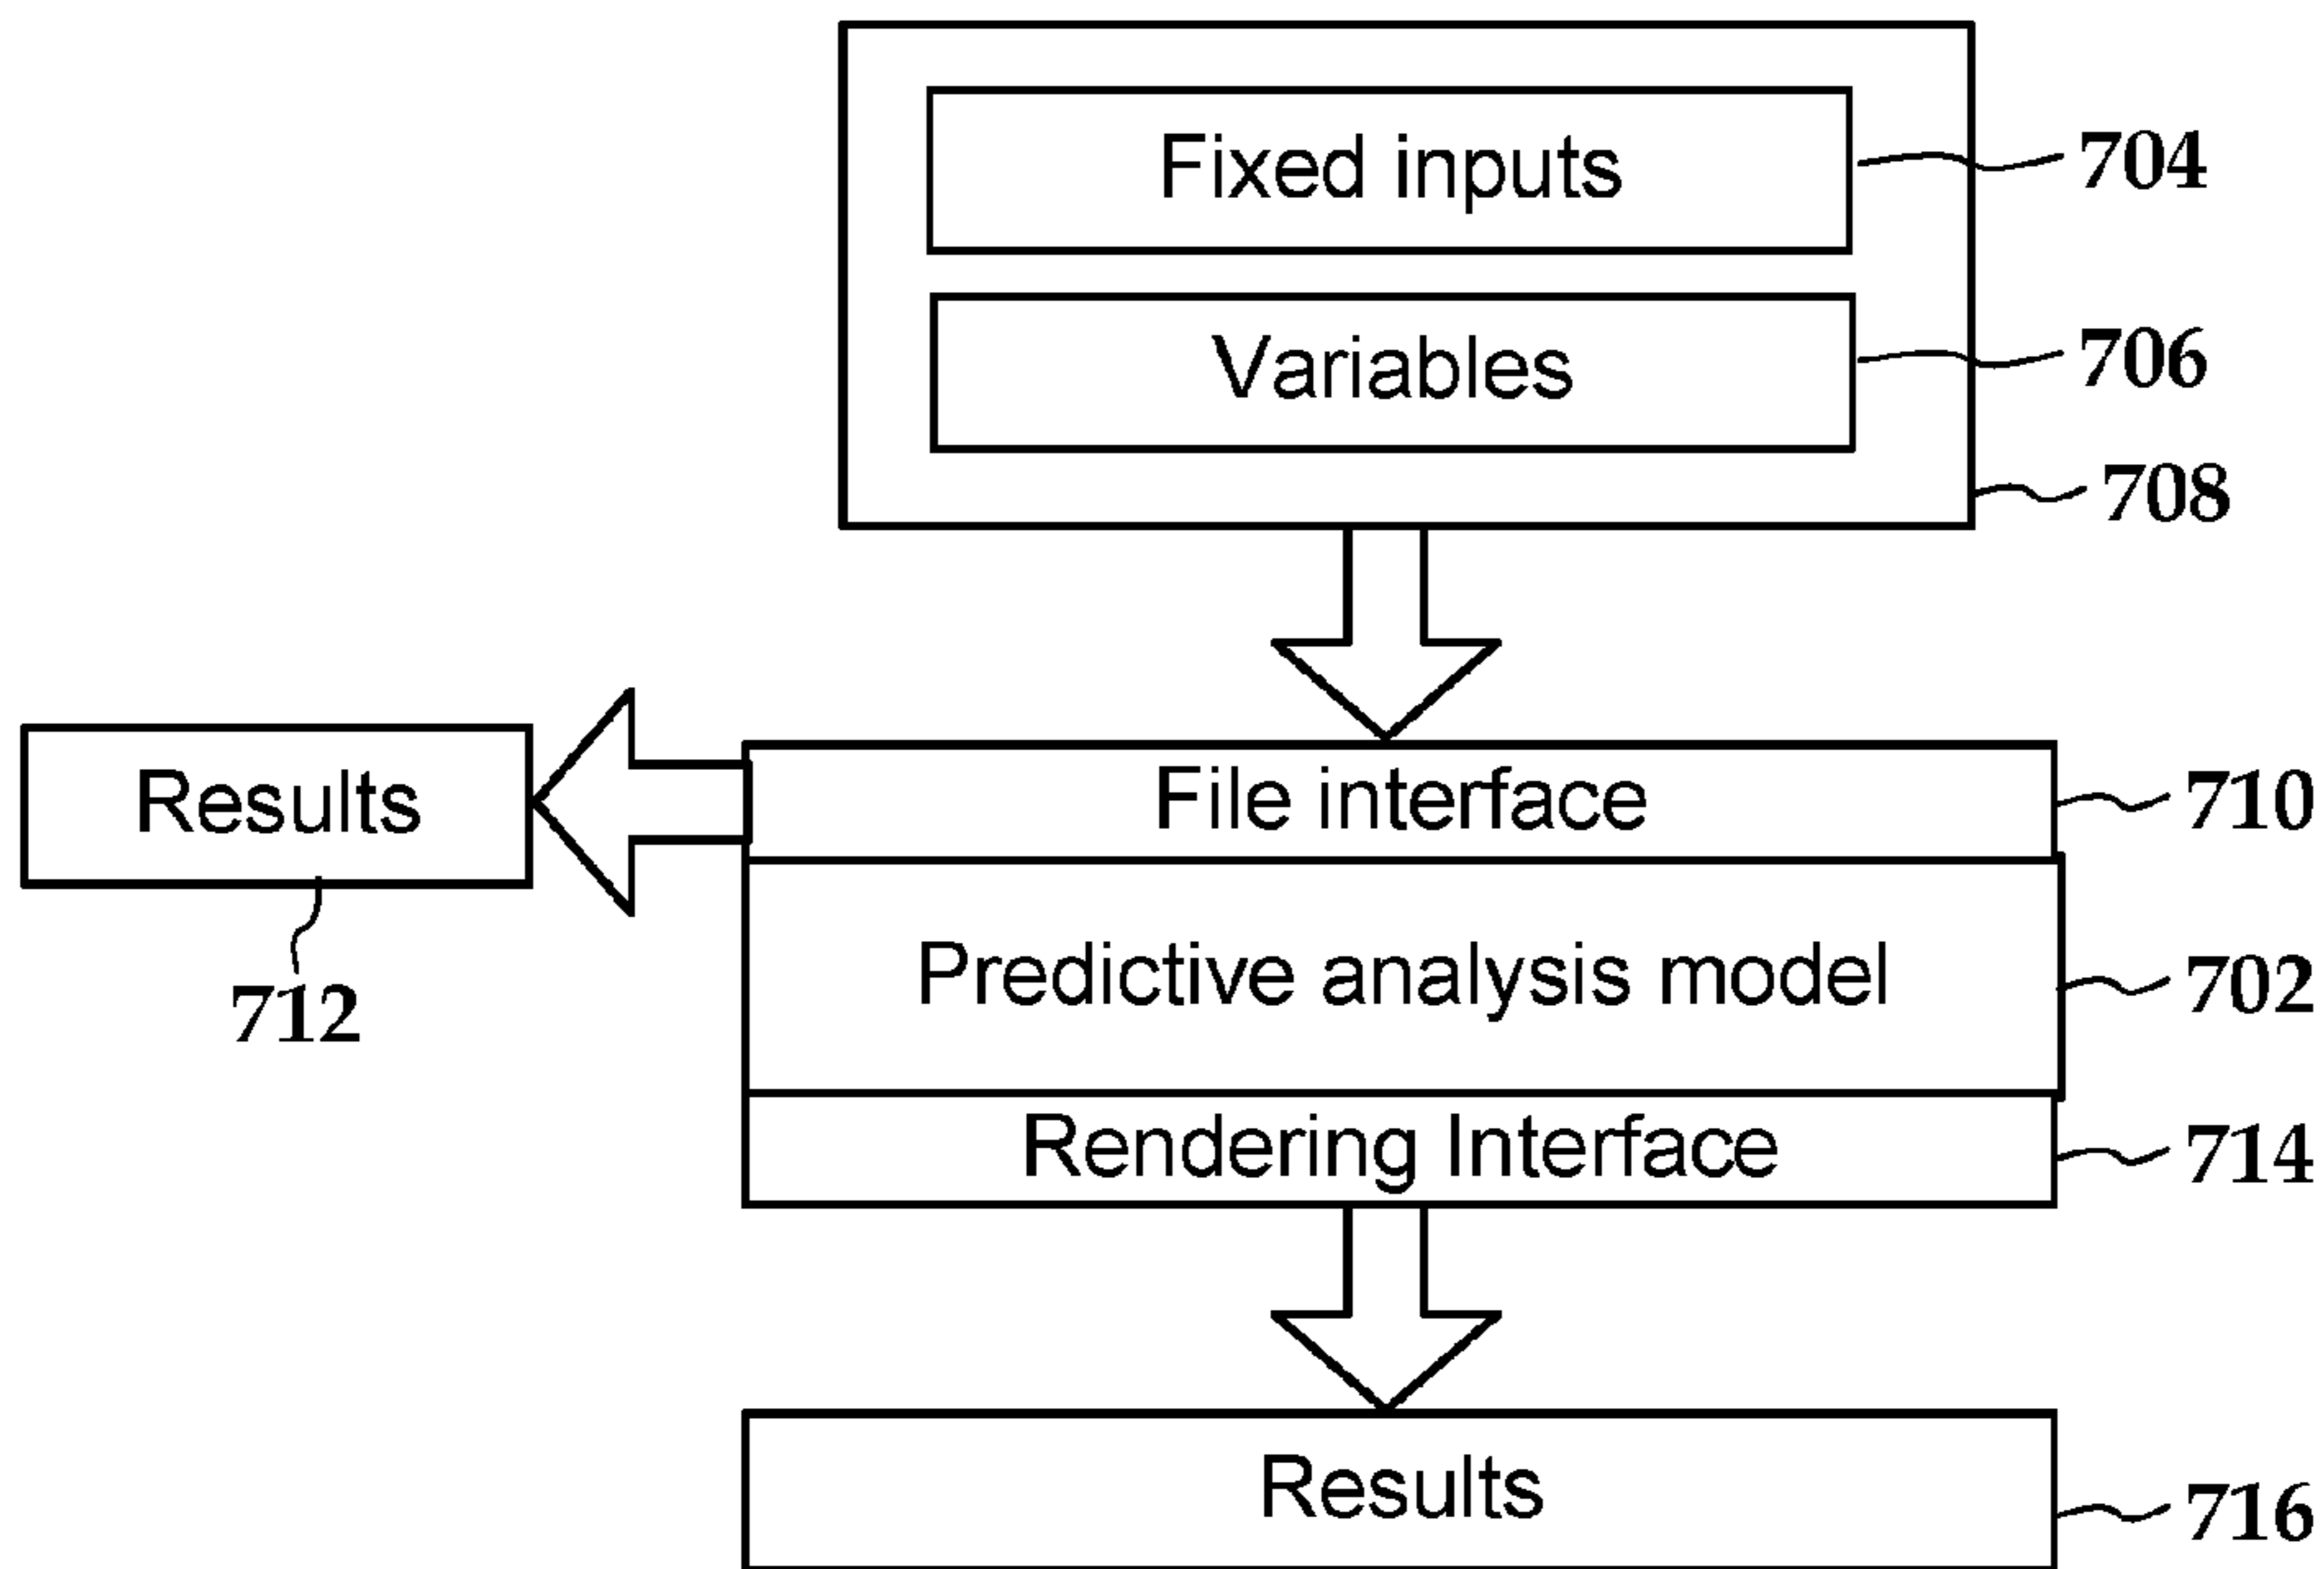 Fixed inputs
704
Variables
706
708
Results
712
File interface
710
Predictive analysis model
702
Rendering Interface
714
Results
716